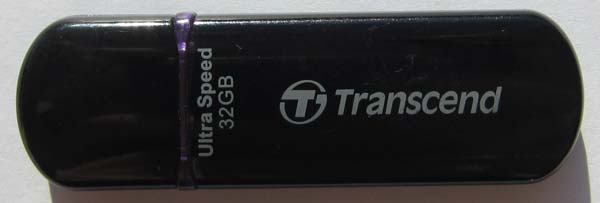 Ultra Speed
32GB
Transcend